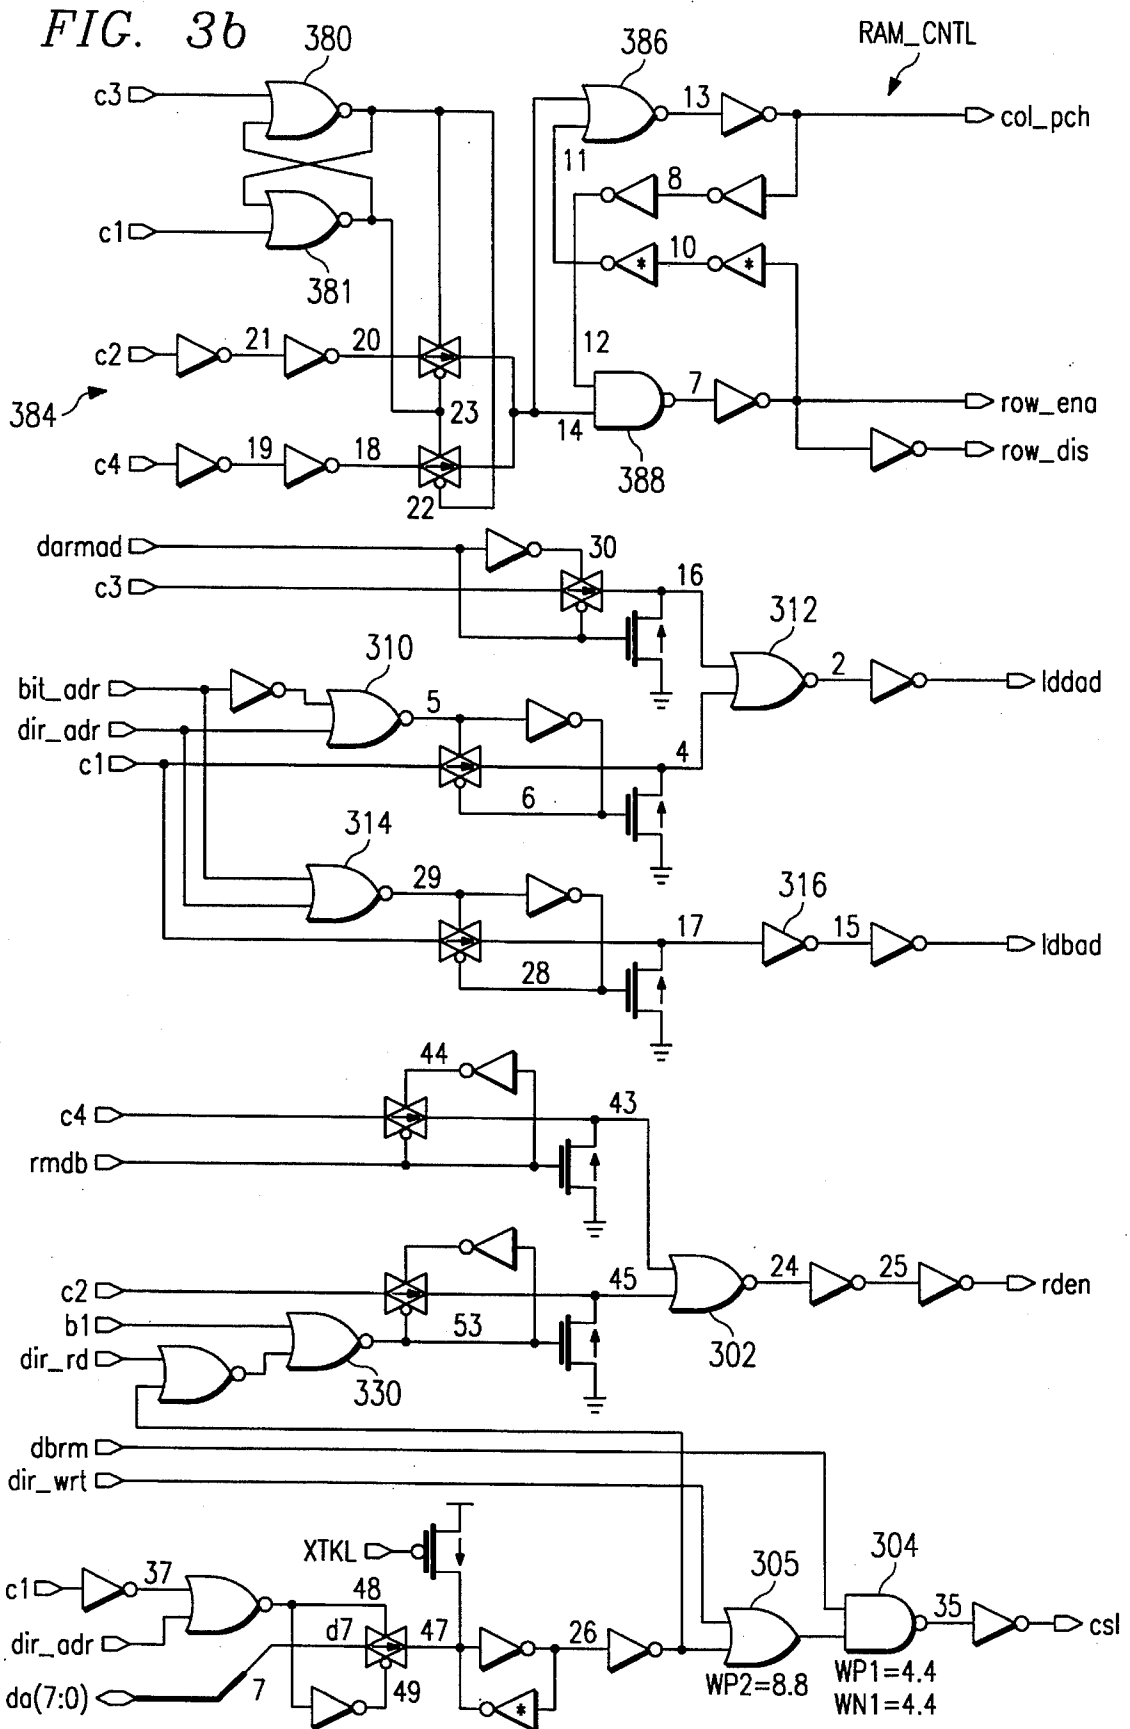 FIG. 3b
380
386
RAM_CNTL
c3
13
col_pch
11
8
c1
10
*
*
381
c2
21
20
12
7
row_ena
384
23
14
c4
19
18
row_dis
22
388
darmad
30
c3
16
312
310
bit_adr
5
2
lddad
dir_adr
c1
4
6
314
29
316
17
15
ldbad
28
44
c4
43
rmdb
c2
45
24
25
rden
b1
53
dir_rd
302
330
dbrm
dir_wrt
XTKL
305
304
c1
37
48
35
csl
dir_adr
d7
47
26
WP2=8.8
WP1=4.4
WN1=4.4
da(7:0)
7
49
*